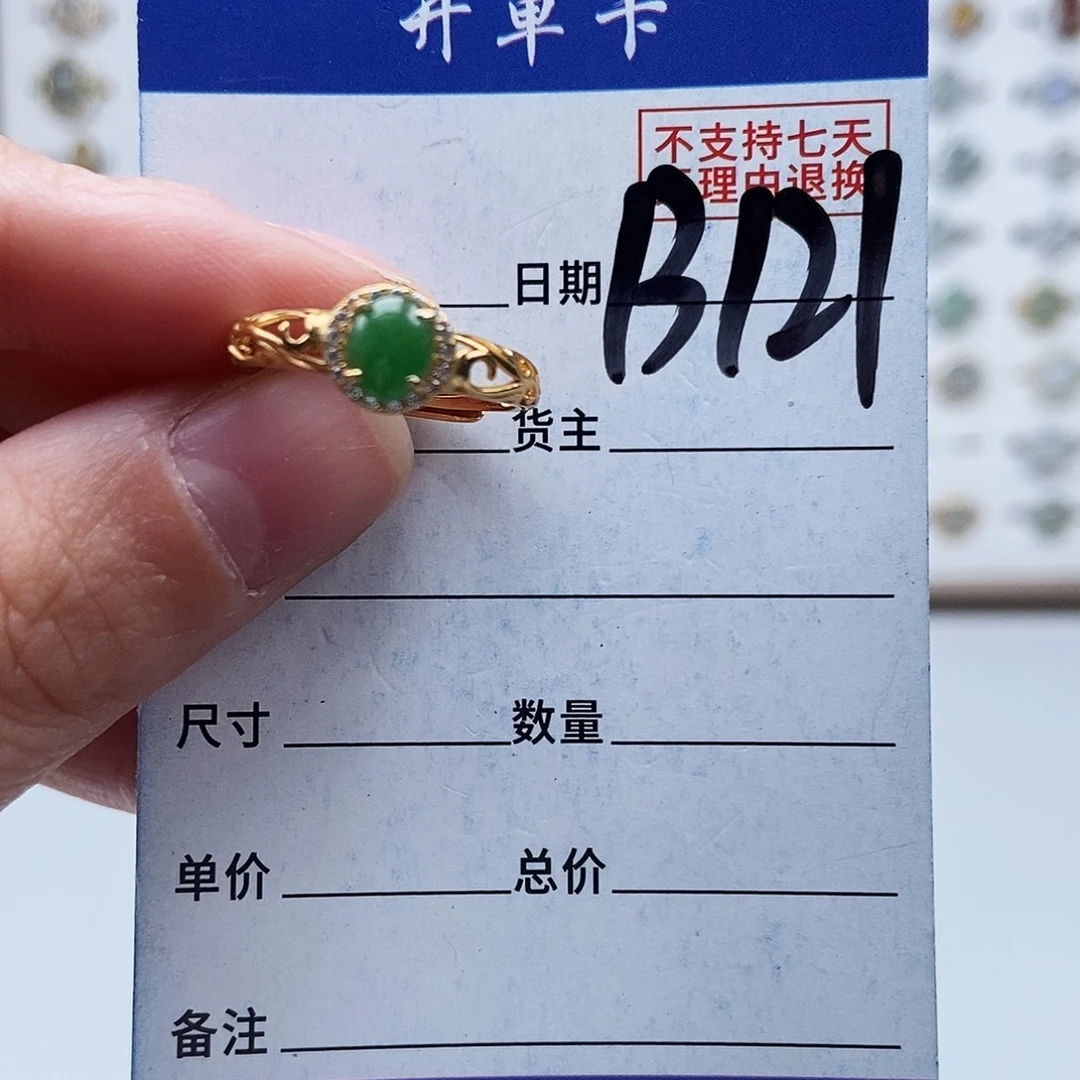 开单卡
不支持七天
理由退换
日期 B121
货主
尺寸 数量
单价 总价
备注